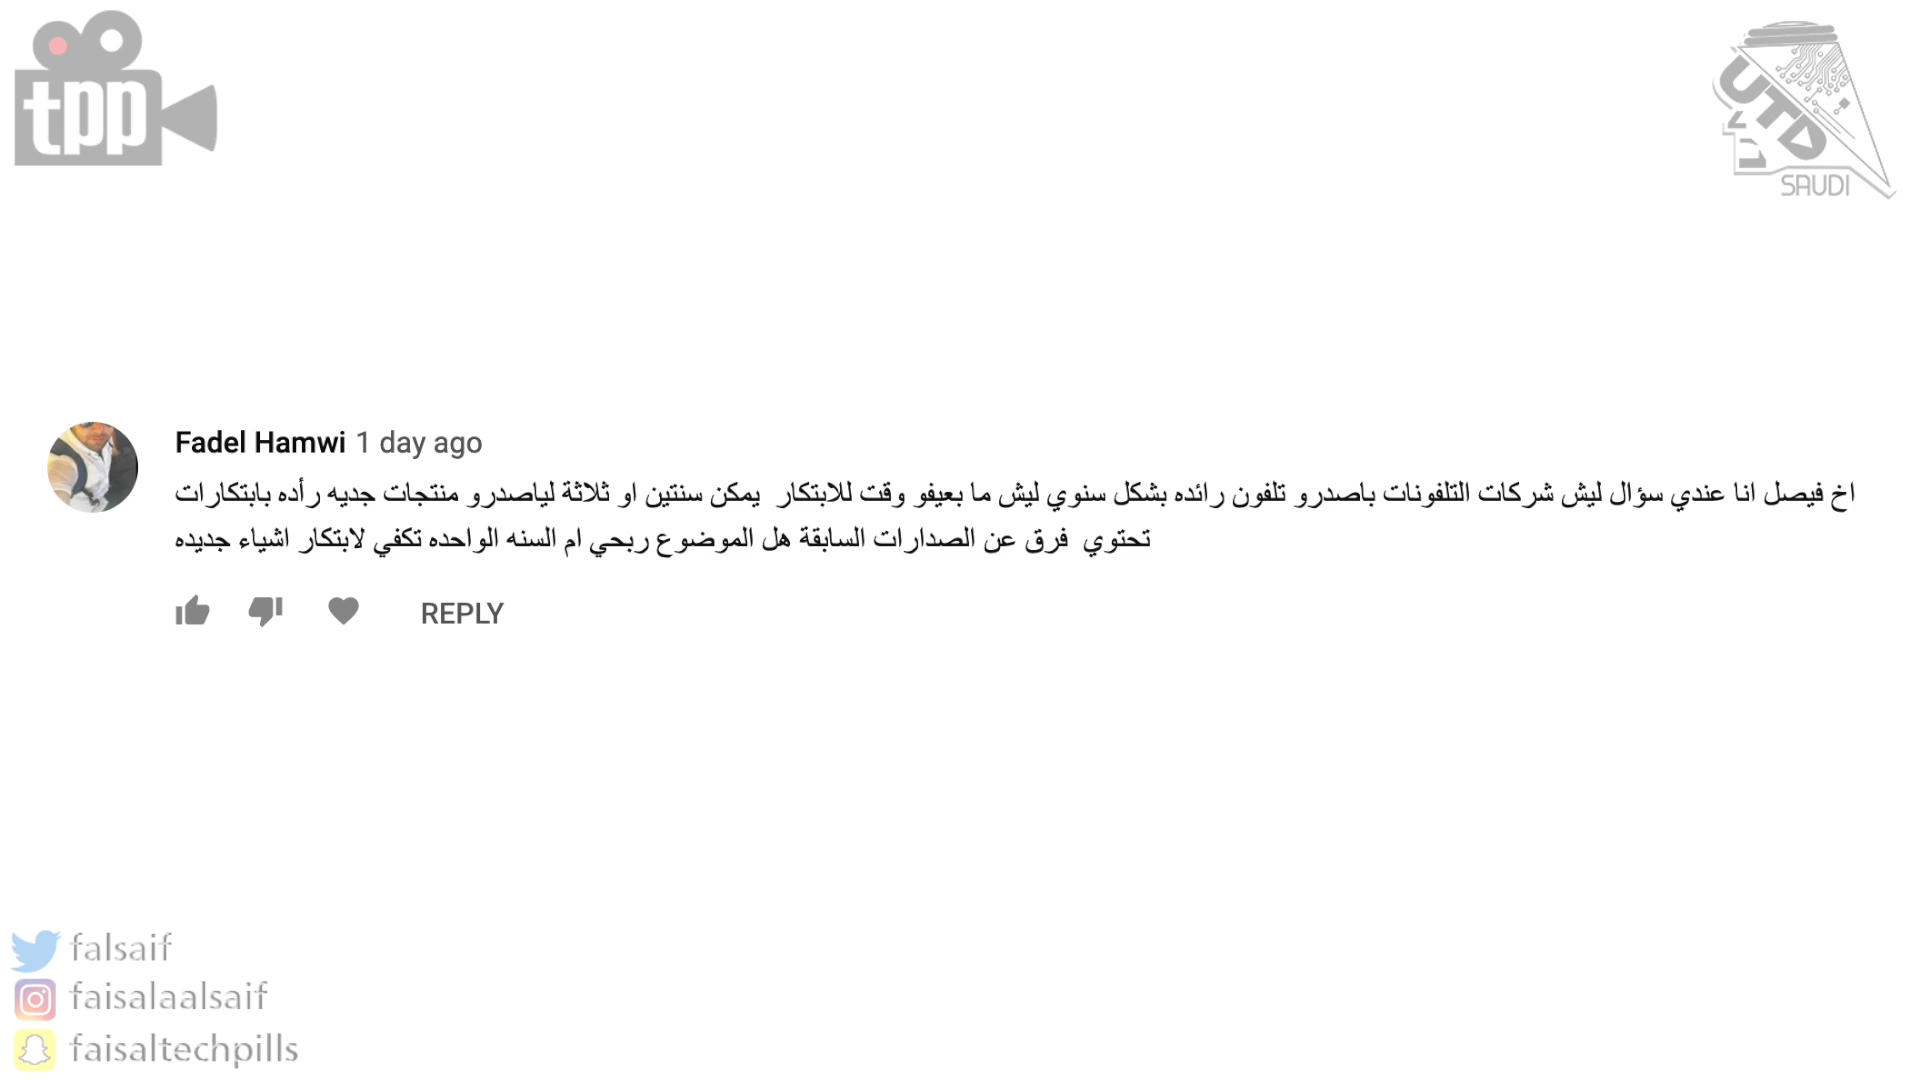 tpp
UTD
SAUDI
Fadel Hamwi 1 day ago
اخ فيصل انا عندي سؤال ليش شركات التلفونات باصدرو تلفون رائده بشكل سنوي ليش ما بعيفو وقت للابتكار يمكن سنتين او ثلاثة لياصدرو منتجات جديه رأده بابتكارات
تحتوي فرق عن الصدارات السابقة هل الموضوع ربحي ام السنه الواحده تكفي لابتكار اشياء جديده
REPLY
falsaif
faisalaalsaif
faisaltechpills